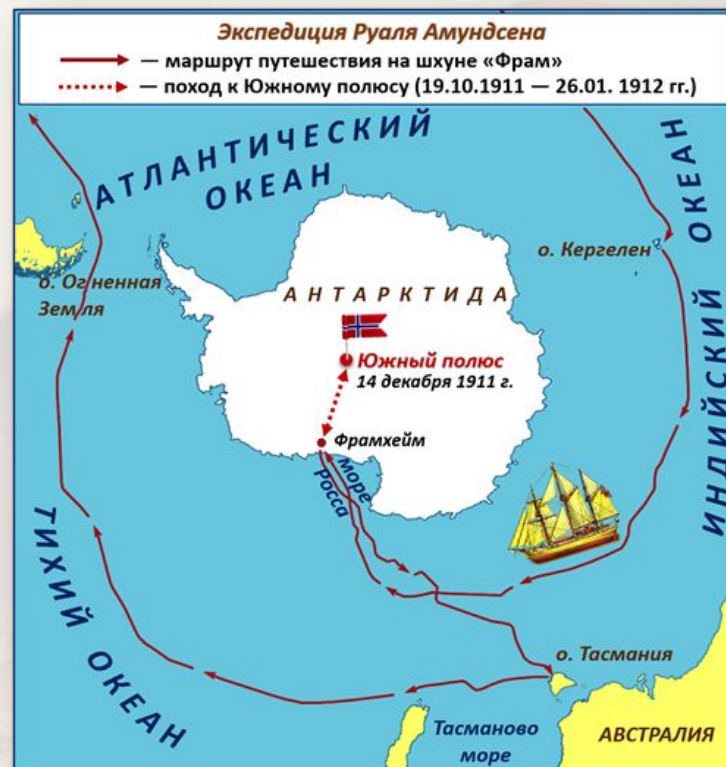 Экспедиция Руаля Амундсена
— маршрут путешествия на шхуне «Фрам»
— поход к Южному полюсу (19.10.1911 — 26.01. 1912 гг.)
АТЛАНТИЧЕСКИЙ
ОКЕАН
ИНДИЙСКИЙ ОКЕАН
о. Кергелен
о. Огненная
Земля
АНТАРКТИДА
Южный полюс
14 декабря 1911 г.
Фрамхейм
море
Росса
ТИХИЙ ОКЕАН
о. Тасмания
Тасманово
море
АВСТРАЛИЯ